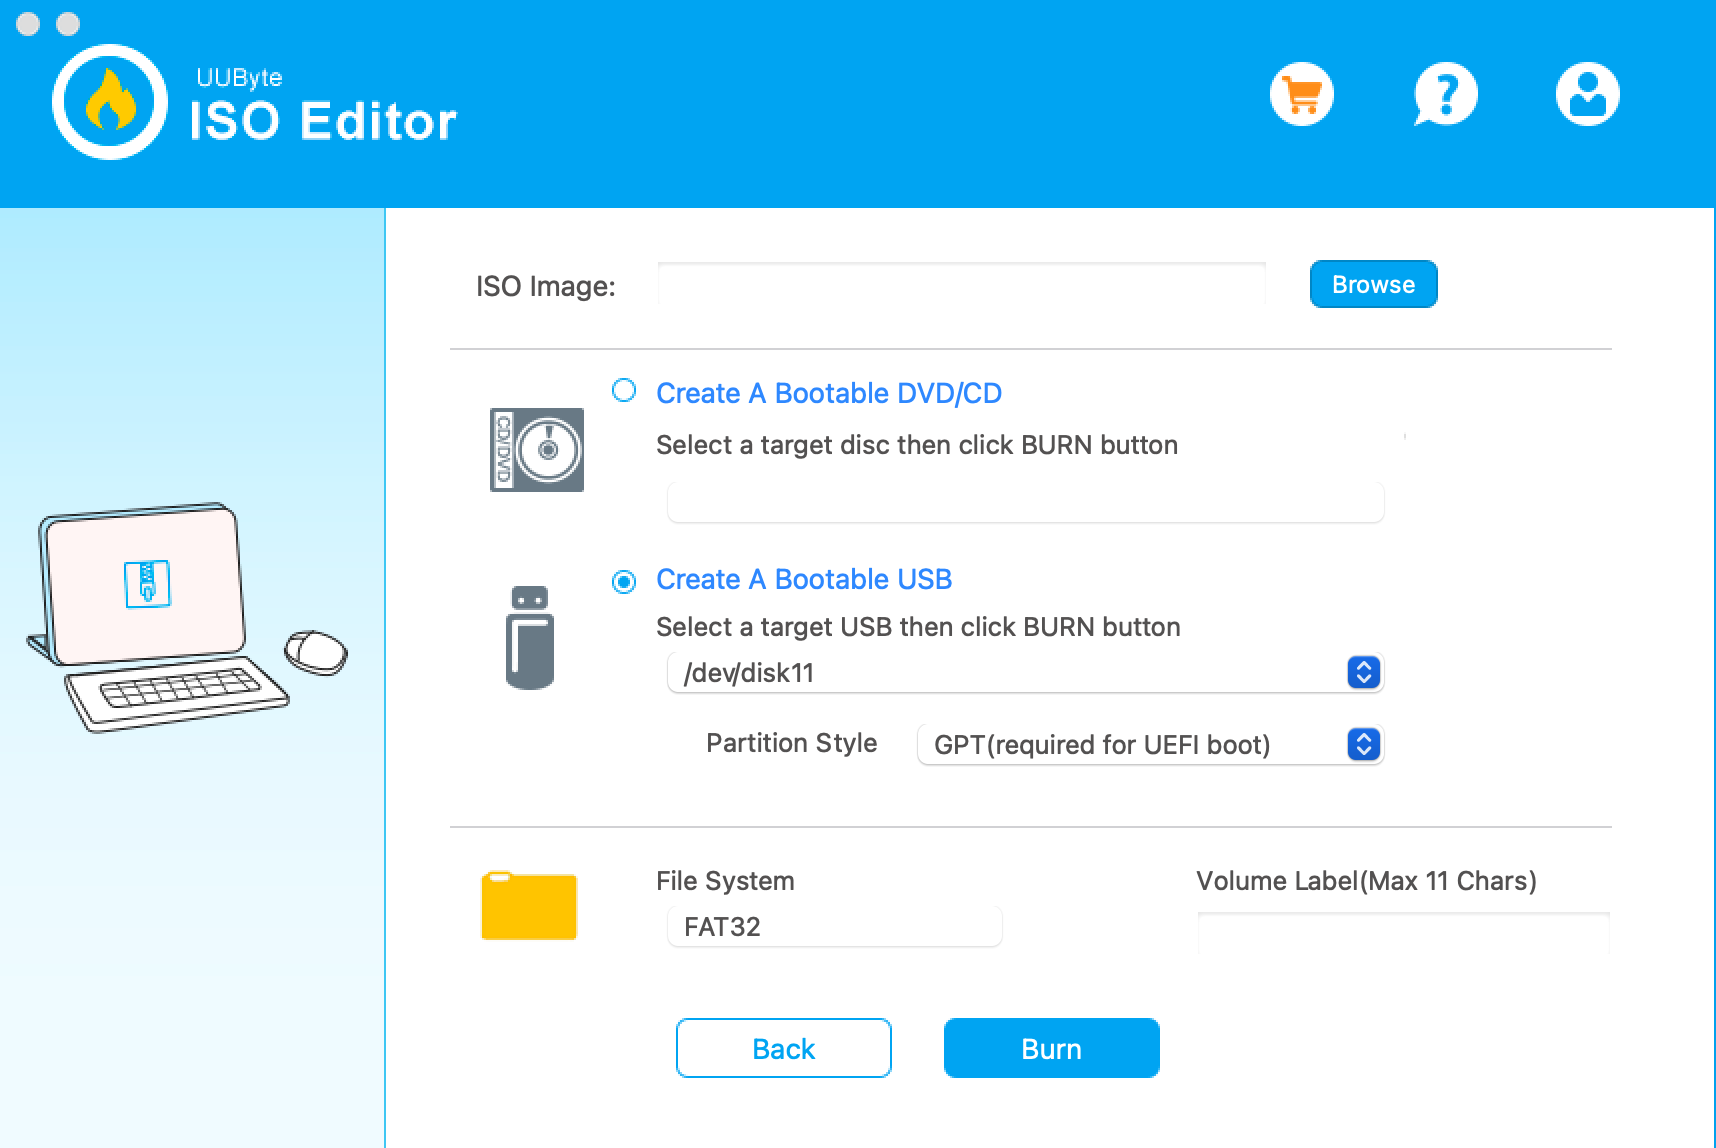 UUByte
ISO Editor
ISO Image:
Browse
Create A Bootable DVD/CD
Select a target disc then click BURN button
CD/DVD
Create A Bootable USB
Select a target USB then click BURN button
/dev/disk11
Partition Style
GPT(required for UEFI boot)
File System
Volume Label(Max 11 Chars)
FAT32
Back
Burn